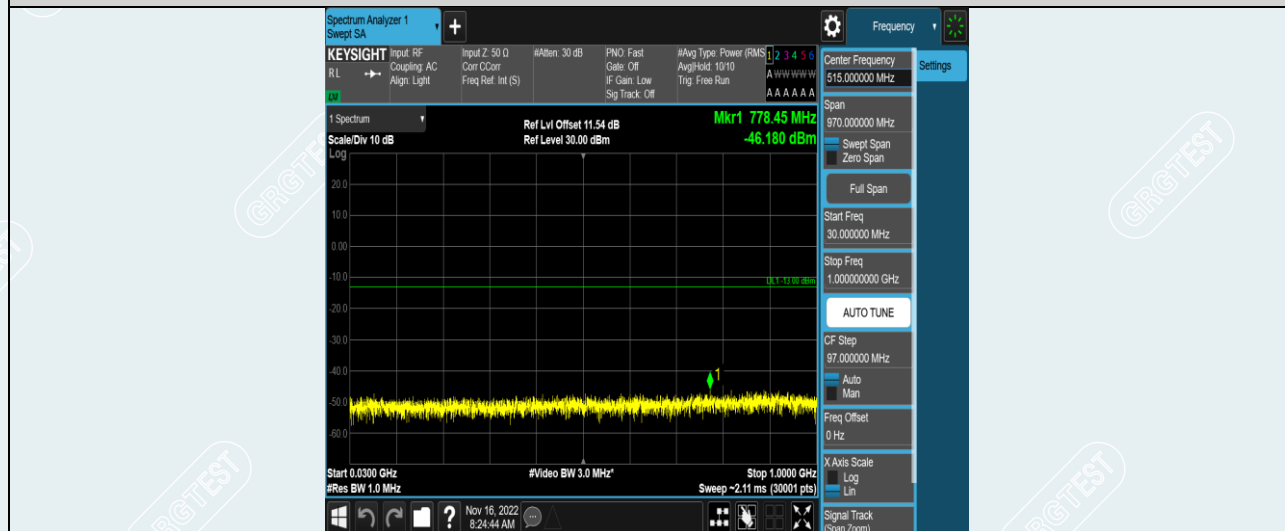 Spectrum Analyzer 1
Swept SA
+
Frequency
KEYSIGHT
RL
LXI
Input: RF
Coupling: AC
Align: Light
Input Z: 50 Ω
Corr CCorr
Freq Ref: Int (S)
#Atten: 30 dB
PNO: Fast
Gate: Off
IF Gain: Low
Sig Track: Off
#Avg Type: Power (RMS
Avg|Hold: 10/10
Trig: Free Run
1 2 3 4 5 6
A W W W W W
A A A A A A
Center Frequency
515.000000 MHz
Settings
1 Spectrum
Scale/Div 10 dB
Ref Lvl Offset 11.54 dB
Ref Level 30.00 dBm
Mkr1 778.45 MHz
-46.180 dBm
Span
970.000000 MHz
Swept Span
Zero Span
Full Span
Start Freq
30.000000 MHz
Stop Freq
1.000000000 GHz
AUTO TUNE
CF Step
97.000000 MHz
Auto
Man
Freq Offset
0 Hz
X Axis Scale
Log
Lin
Signal Track
(Span Zoom)
Log
20.0
10.0
0.00
-10.0
DL1 -13.00 dBm
-20.0
-30.0
-40.0
1
-50.0
-60.0
Start 0.0300 GHz
#Res BW 1.0 MHz
#Video BW 3.0 MHz*
Stop 1.0000 GHz
Sweep ~2.11 ms (30001 pts)
?
Nov 16, 2022
8:24:44 AM
GRGTEST
GRGTEST
GRGTEST
GRGTEST